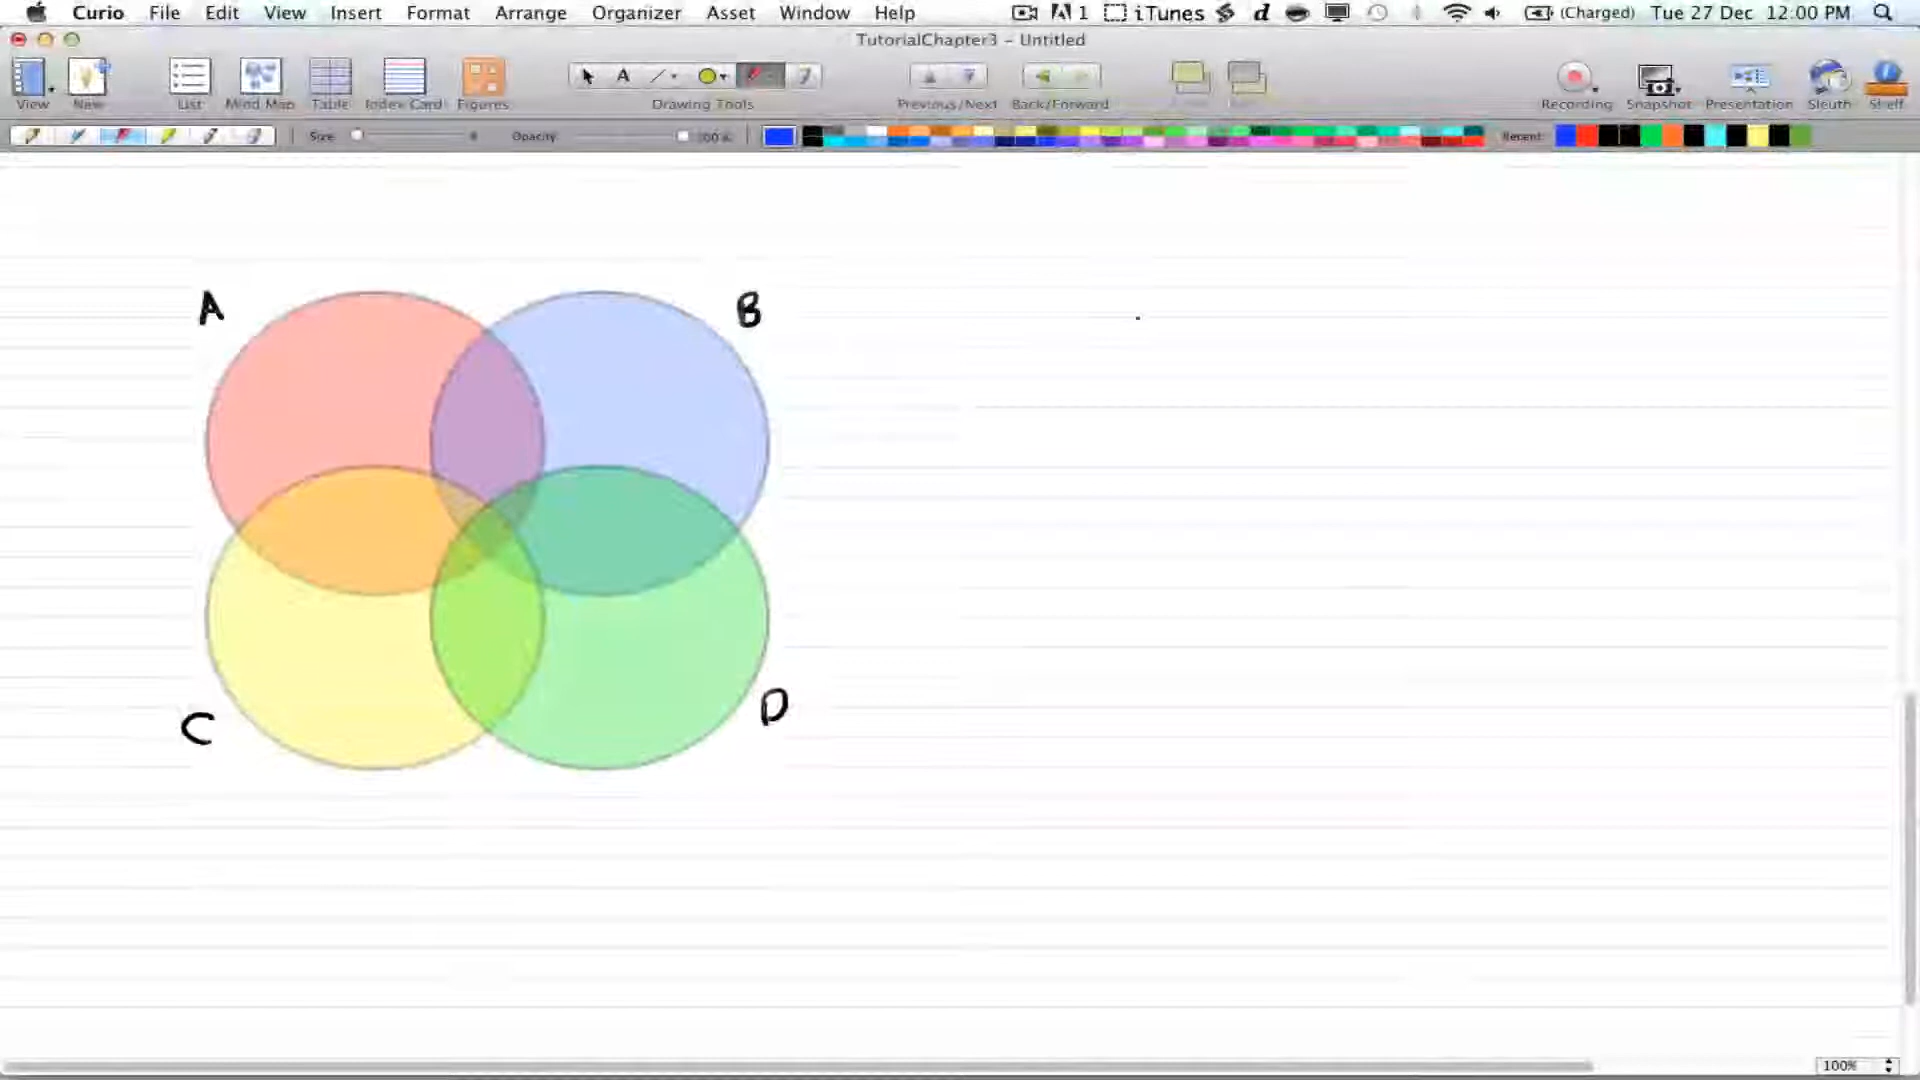 Curio File Edit View Insert Format Arrange Organizer Asset Window Help 1 iTunes d (Charged) Tue 27 Dec 12:00 PM
TutorialChapter3 – Untitled
A
View New List Mind Map Table Index Card Figures Drawing Tools Previous/Next Back/Forward Recording Snapshot Presentation Sleuth Shelf
Size Opacity 100% Recent:
A B
C D
100%